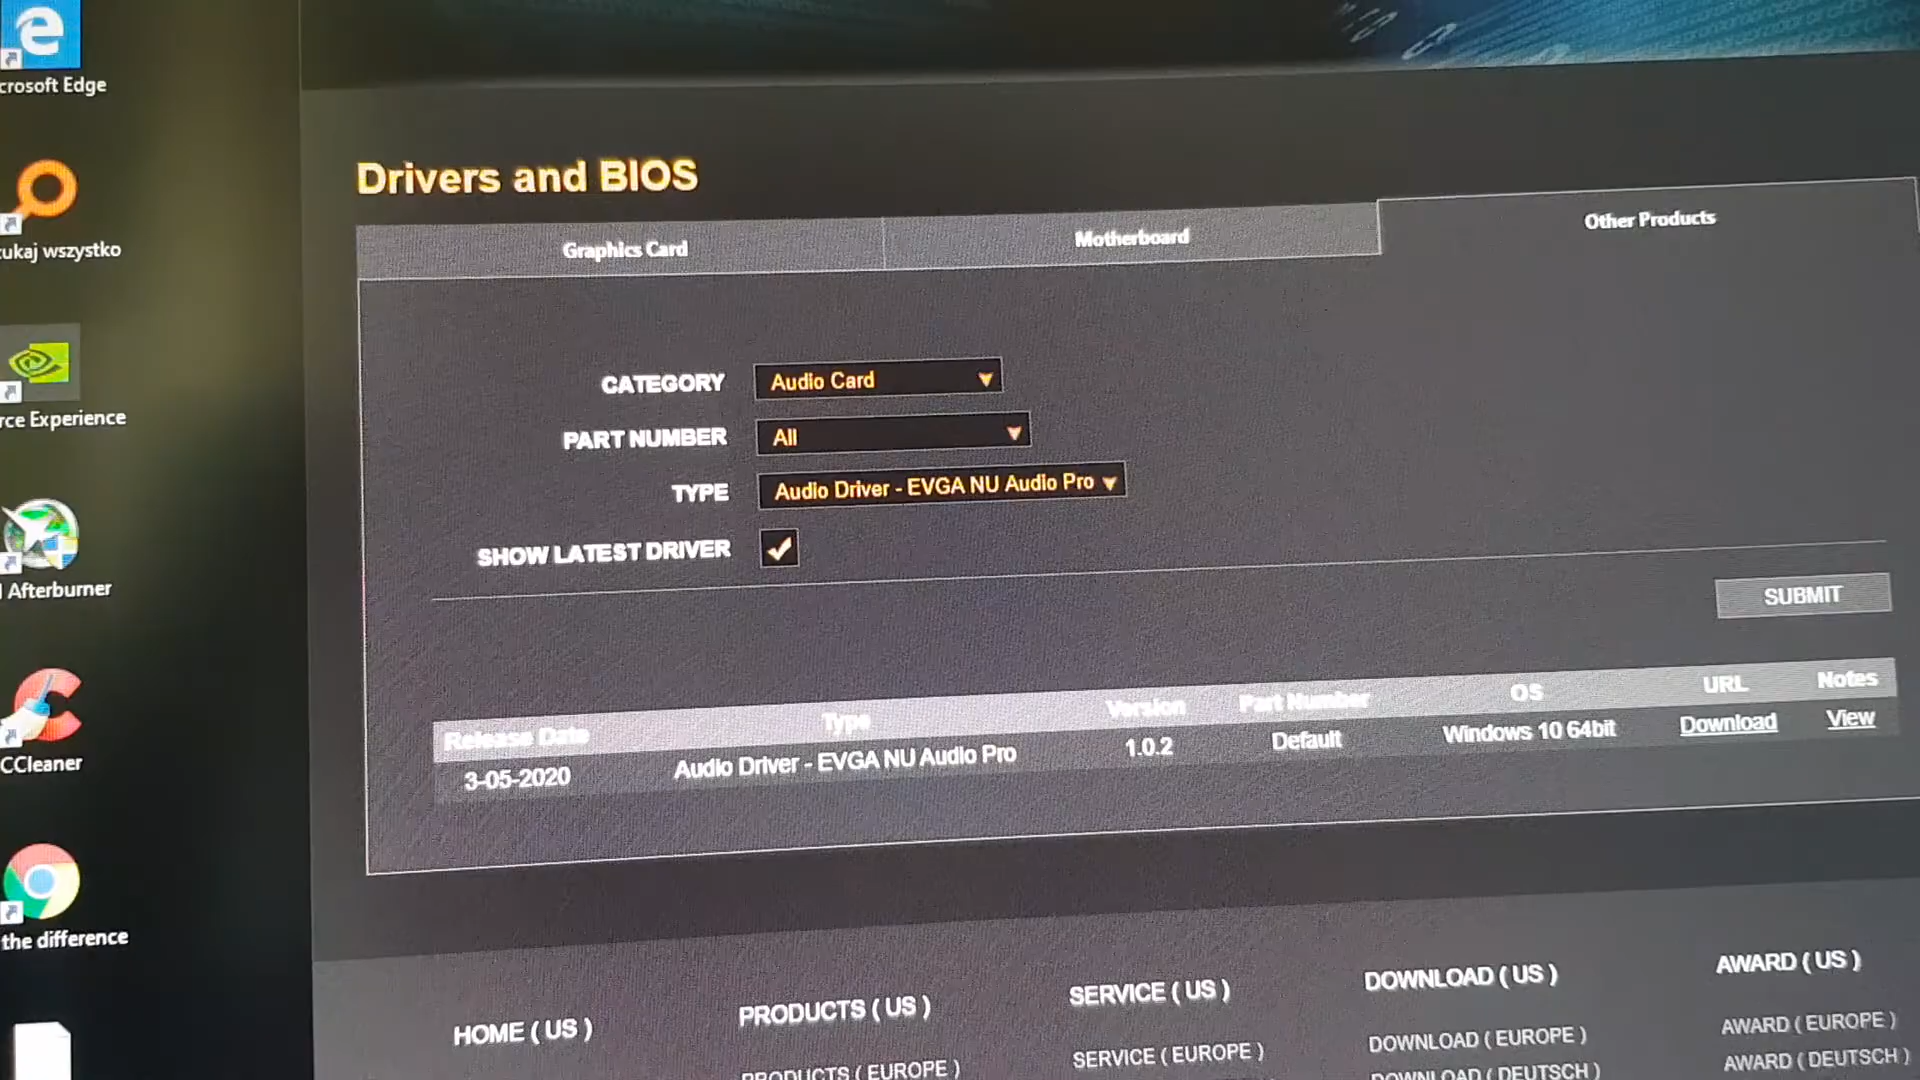 crosoft Edge
ukaj wszystko
rce Experience
Afterburner
CCleaner
the difference
Drivers and BIOS
Graphics Card
Motherboard
Other Products
CATEGORY Audio Card
PART NUMBER All
TYPE Audio Driver - EVGA NU Audio Pro
SHOW LATEST DRIVER
SUBMIT
Release Date Type Version Part Number OS URL Notes
3-05-2020 Audio Driver - EVGA NU Audio Pro 1.0.2 Default Windows 10 64bit Download View
HOME ( US ) PRODUCTS ( US ) SERVICE ( US ) DOWNLOAD ( US ) AWARD ( US )
PRODUCTS ( EUROPE ) SERVICE ( EUROPE ) DOWNLOAD ( EUROPE ) AWARD ( EUROPE )
DOWNLOAD ( DEUTSCH ) AWARD ( DEUTSCH )